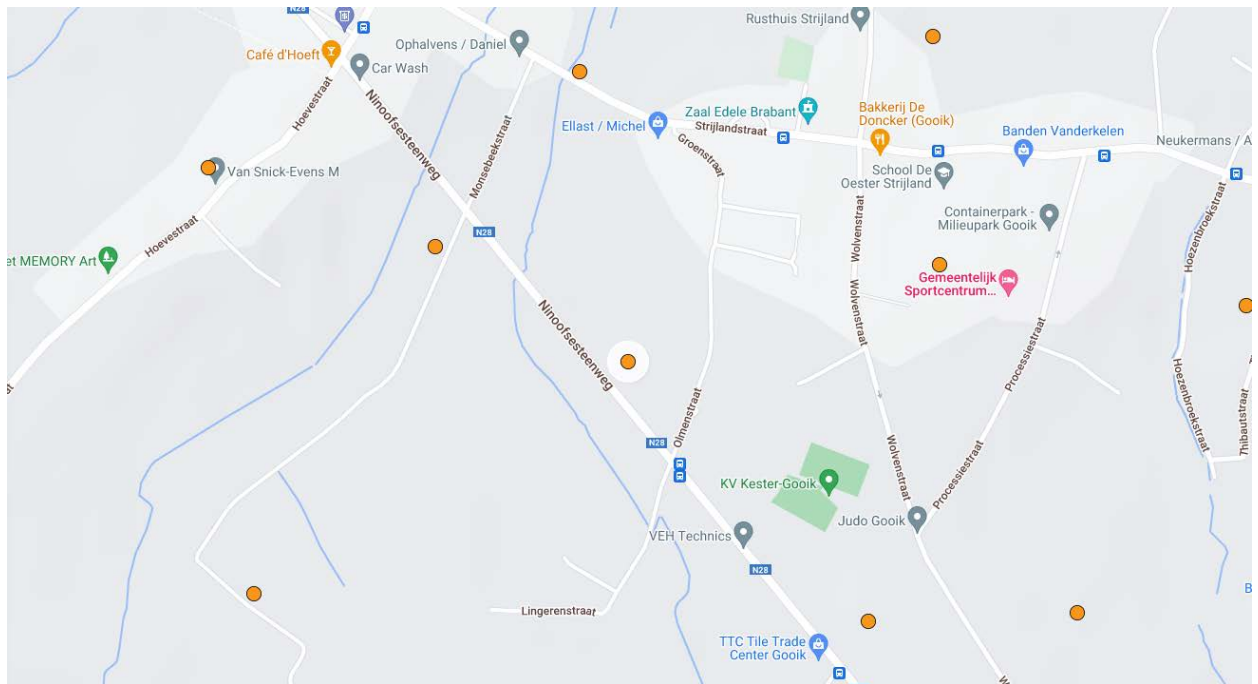 N28
Rusthuis Strijland
Ophalvens / Daniel
Café d'Hoeft
Car Wash
Hoevestraat
Ninoofsesteenweg
Monsebeekstraat
Ellast / Michel
Zaal Edele Brabant
Strijlandstraat
Groenstraat
Bakkerij De
Doncker (Gooik)
Banden Vanderkelen
Neukermans / A
Van Snick-Evens M
School De
Oester Strijland
Containerpark -
Milieupark Gooik
Hoezenbroekstraat
Wolvenstraat
Hoevestraat
N28
et MEMORY Art
Gemeentelijk
Sportcentrum...
Wolvenstraat
Ninoofsesteenweg
Processiestraat
Hoezenbroekstraat
Thibautstraat
Olmenstraat
N28
Wolvenstraat
Processiestraat
KV Kester-Gooik
Judo Gooik
VEH Technics
N28
Lingerenstraat
TTC Tile Trade
Center Gooik